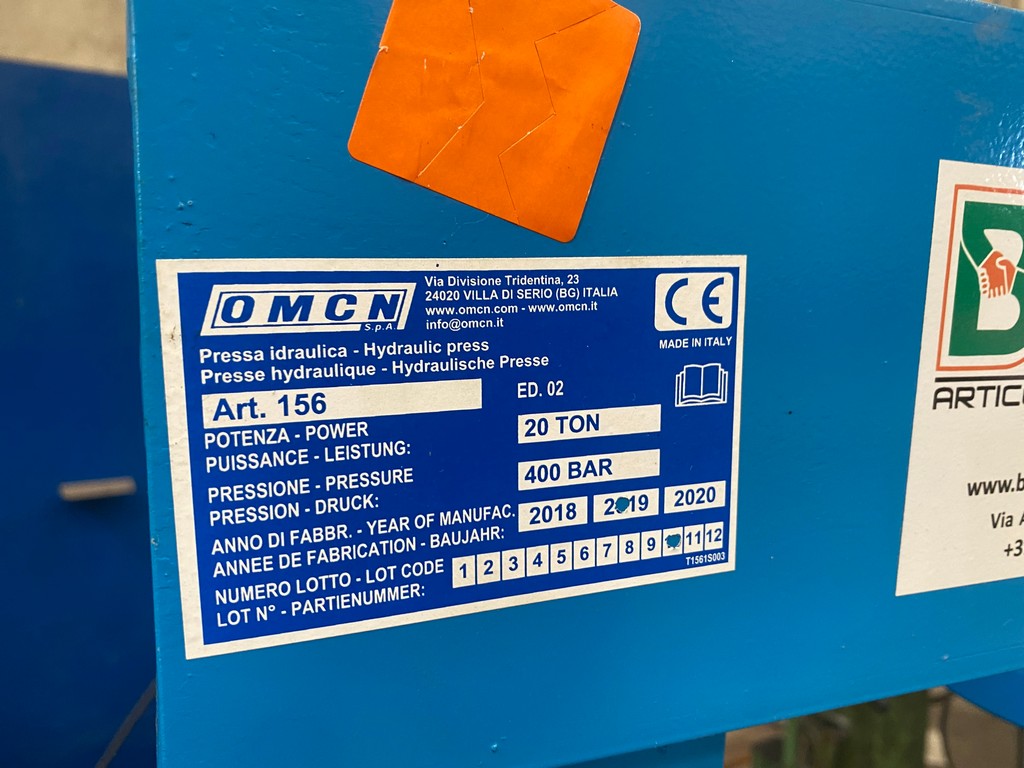 OMCN
S.p.A.
Via Divisione Tridentina, 23
24020 VILLA DI SERIO (BG) ITALIA
www.omcn.com - www.omcn.it
info@omcn.it
CE
MADE IN ITALY
Pressa idraulica - Hydraulic press
Presse hydraulique - Hydraulische Presse
Art. 156
ED. 02
POTENZA - POWER
PUISSANCE - LEISTUNG:
20 TON
PRESSIONE - PRESSURE
PRESSION - DRUCK:
400 BAR
ANNO DI FABBR. - YEAR OF MANUFAC.
ANNEE DE FABRICATION - BAUJAHR:
2018 2019 2020
NUMERO LOTTO - LOT CODE
LOT N° - PARTIENUMMER:
1 2 3 4 5 6 7 8 9 11 12
T1561S003
B
ARTIC
www.b
Via A
+3